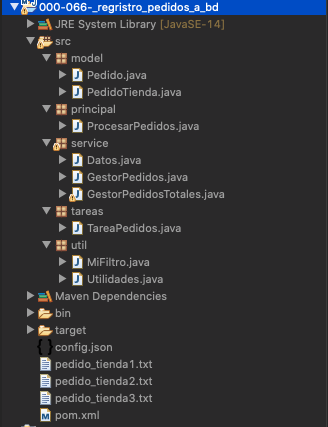 000-066-_regristro_pedidos_a_bd
JRE System Library [JavaSE-14]
src
model
Pedido.java
PedidoTienda.java
principal
ProcesarPedidos.java
service
Datos.java
GestorPedidos.java
GestorPedidosTotales.java
tareas
TareaPedidos.java
util
MiFiltro.java
Utilidades.java
Maven Dependencies
bin
target
config.json
pedido_tienda1.txt
pedido_tienda2.txt
pedido_tienda3.txt
pom.xml